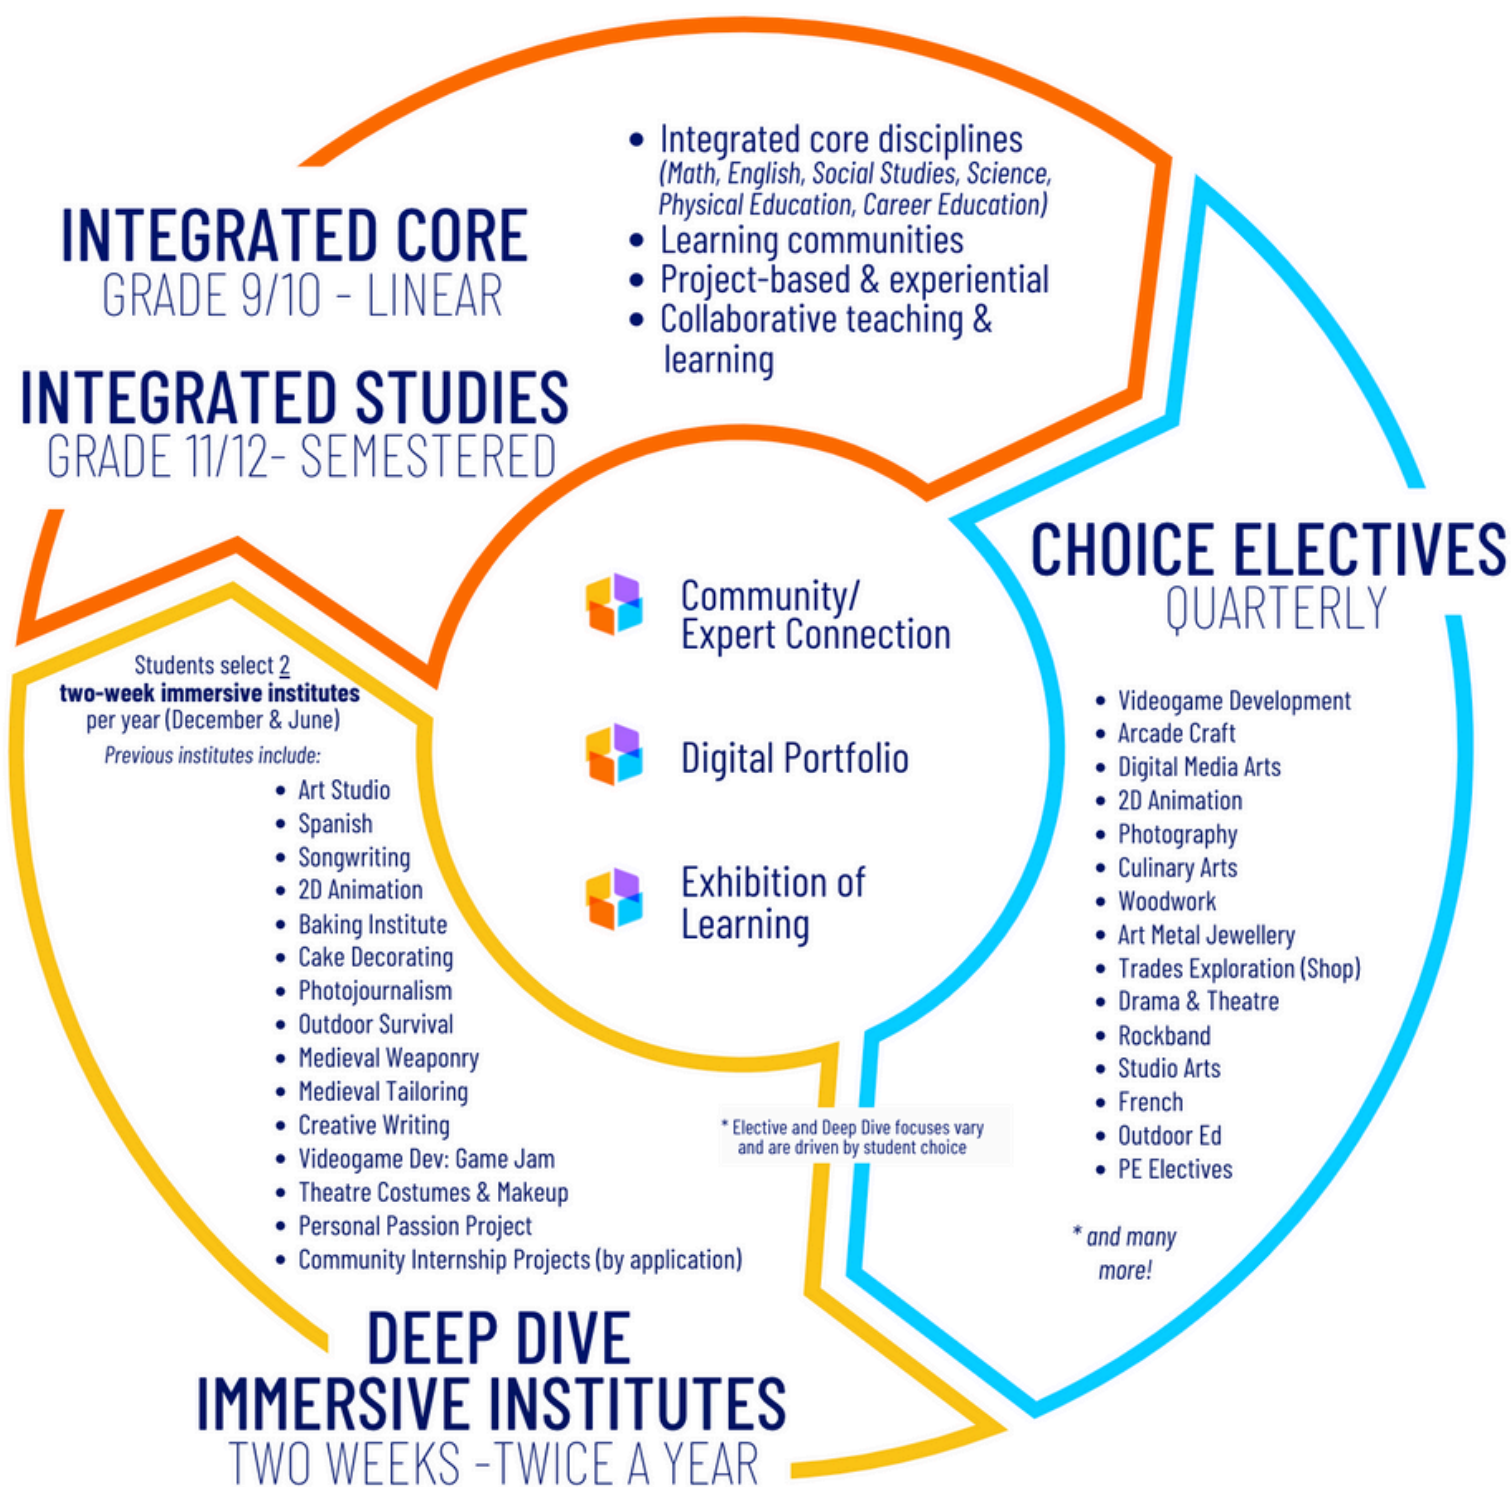 INTEGRATED CORE
GRADE 9/10 - LINEAR
INTEGRATED STUDIES
GRADE 11/12- SEMESTERED
• Integrated core disciplines
(Math, English, Social Studies, Science,
Physical Education, Career Education)
• Learning communities
• Project-based & experiential
• Collaborative teaching &
learning
CHOICE ELECTIVES
QUARTERLY
• Videogame Development
• Arcade Craft
• Digital Media Arts
• 2D Animation
• Photography
• Culinary Arts
• Woodwork
• Art Metal Jewellery
• Trades Exploration (Shop)
• Drama & Theatre
• Rockband
• Studio Arts
• French
• Outdoor Ed
• PE Electives
* and many
more!
Community/
Expert Connection
Digital Portfolio
Exhibition of
Learning
Students select 2
two-week immersive institutes
per year (December & June)
Previous institutes include:
• Art Studio
• Spanish
• Songwriting
• 2D Animation
• Baking Institute
• Cake Decorating
• Photojournalism
• Outdoor Survival
• Medieval Weaponry
• Medieval Tailoring
• Creative Writing
• Videogame Dev: Game Jam
• Theatre Costumes & Makeup
• Personal Passion Project
• Community Internship Projects (by application)
* Elective and Deep Dive focuses vary
and are driven by student choice
DEEP DIVE
IMMERSIVE INSTITUTES
TWO WEEKS -TWICE A YEAR